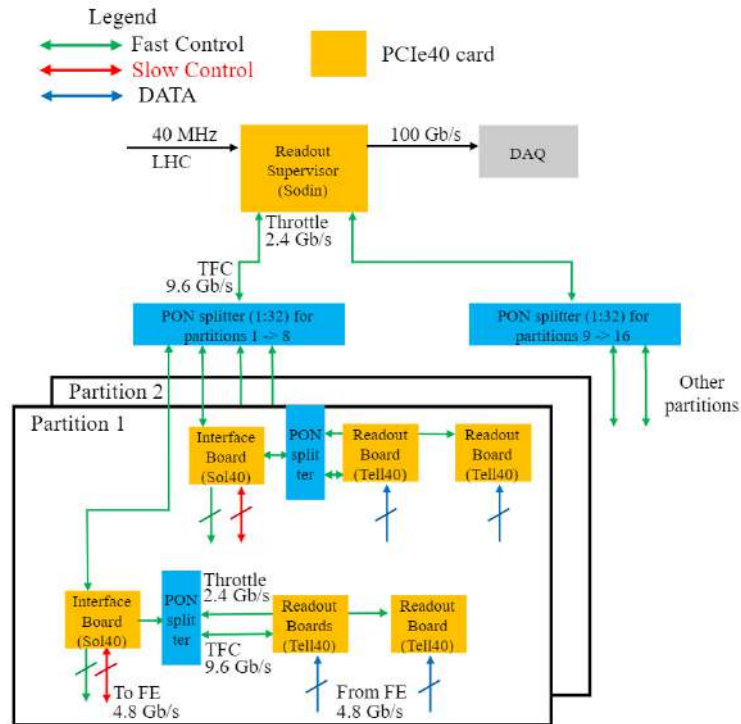 Legend
Fast Control
Slow Control
DATA
PCIe40 card
40 MHz
LHC
Readout
Supervisor
(Sodin)
100 Gb/s
DAQ
Throttle
2.4 Gb/s
TFC
9.6 Gb/s
PON splitter (1:32) for
partitions 1 -> 8
PON splitter (1:32) for
partitions 9 -> 16
Other
partitions
Partition 2
Partition 1
Interface
Board
(Sol40)
PON
split
ter
Readout
Board
(Tell40)
Readout
Board
(Tell40)
Interface
Board
(Sol40)
PON
split
ter
Throttle
2.4 Gb/s
TFC
9.6 Gb/s
Readout
Boards
(Tell40)
Readout
Board
(Tell40)
To FE
4.8 Gb/s
From FE
4.8 Gb/s